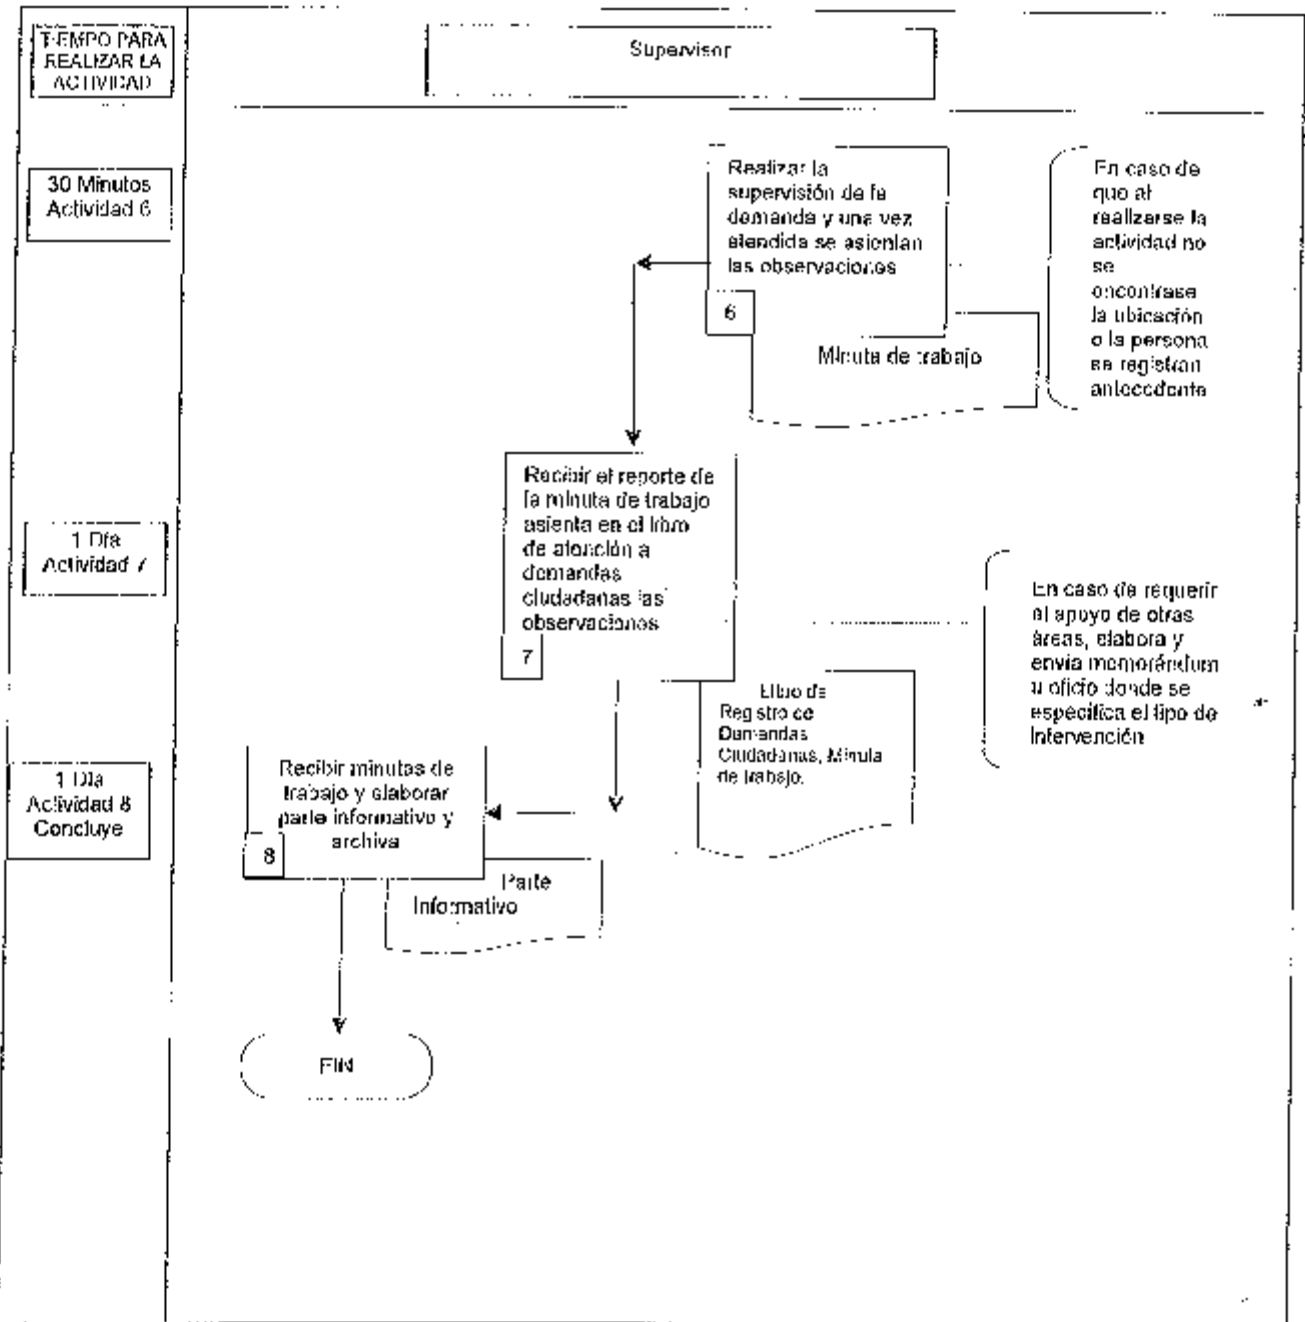 TIEMPO PARA
REALIZAR LA
ACTIVIDAD
Supervisor
30 Minutos
Actividad 6
Realizar la
supervisión de la
demanda y una vez
atendida se asientan
las observaciones
6
Minuta de trabajo
En caso de
que al
realizarse la
actividad no
se
encontrase
la ubicación
o la persona
se registran
antecedente
1 Día
Actividad 7
Recibir el reporte de
la minuta de trabajo
asienta en el libro
de atención a
demandas
ciudadanas las
observaciones
7
Libro de
Registro de
Demandas
Ciudadanas, Minuta
de trabajo.
En caso de requerir
el apoyo de otras
áreas, elabora y
envía memorándum
u oficio donde se
especifica el tipo de
Intervención
1 Día
Actividad 8
Concluye
Recibir minutas de
trabajo y elaborar
parte informativo y
archiva
8
Parte
Informativo
FIN